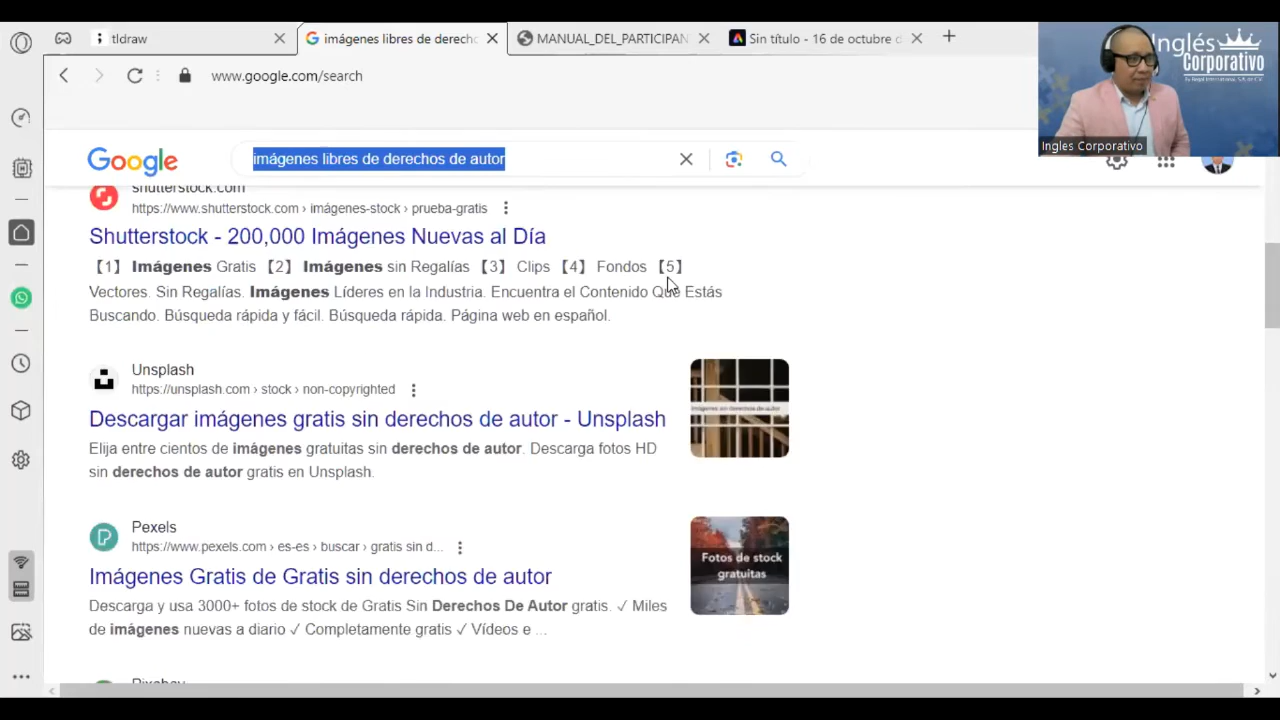 tldraw
imágenes libres de derecho
MANUAL_DEL_PARTICIPAN
Sin título - 16 de octubre d
www.google.com/search
Inglés
Corporativo
Ingles Corporativo
Google
imágenes libres de derechos de autor
shutterstock.com
https://www.shutterstock.com › imágenes-stock › prueba-gratis
Shutterstock - 200,000 Imágenes Nuevas al Día
【1】 Imágenes Gratis 【2】 Imágenes sin Regalías 【3】 Clips 【4】 Fondos 【5】
Vectores. Sin Regalías. Imágenes Líderes en la Industria. Encuentra el Contenido Que Estás
Buscando. Búsqueda rápida y fácil. Búsqueda rápida. Página web en español.
Unsplash
https://unsplash.com › stock › non-copyrighted
Descargar imágenes gratis sin derechos de autor - Unsplash
Elija entre cientos de imágenes gratuitas sin derechos de autor. Descarga fotos HD
sin derechos de autor gratis en Unsplash.
Imágenes sin derechos de autor
Pexels
https://www.pexels.com › es-es › buscar › gratis sin d...
Imágenes Gratis de Gratis sin derechos de autor
Descarga y usa 3000+ fotos de stock de Gratis Sin Derechos De Autor gratis. ✓ Miles
de imágenes nuevas a diario ✓ Completamente gratis ✓ Vídeos e ...
Fotos de stock
gratuitas
Pixabay